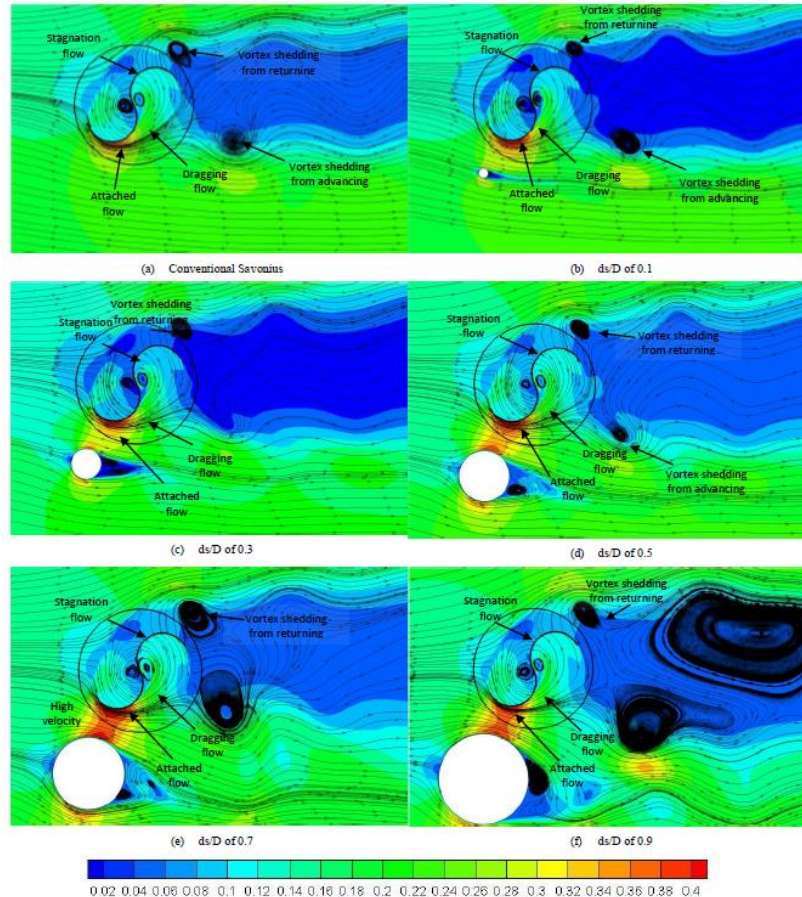 Stagnation
flow
Vortex shedding
from returnine
Vortex shedding
from advancing
Dragging
flow
Attached
flow
(a) Conventional Savonius
Vortex shedding
from returnine
Stagnation
flow
Dragging
flow
Attached
flow
Vortex shedding
from advancing
(b) ds/D of 0.1
Vortex shedding
from returning
Stagnation
flow
Dragging
flow
Attached
flow
(c) ds/D of 0.3
Stagnation
flow
Vortex shedding
from returning
Dragging
flow
Attached
flow
Vortex shedding
from advancing
(d) ds/D of 0.5
Stagnation
flow
Vortex shedding
from returning
High
velocity
Dragging
flow
Attached
flow
(e) ds/D of 0.7
Vortex shedding
from returning
Stagnation
flow
Dragging
flow
Attached
flow
(f) ds/D of 0.9
0.02 0.04 0.06 0.08 0.1 0.12 0.14 0.16 0.18 0.2 0.22 0.24 0.26 0.28 0.3 0.32 0.34 0.36 0.38 0.4